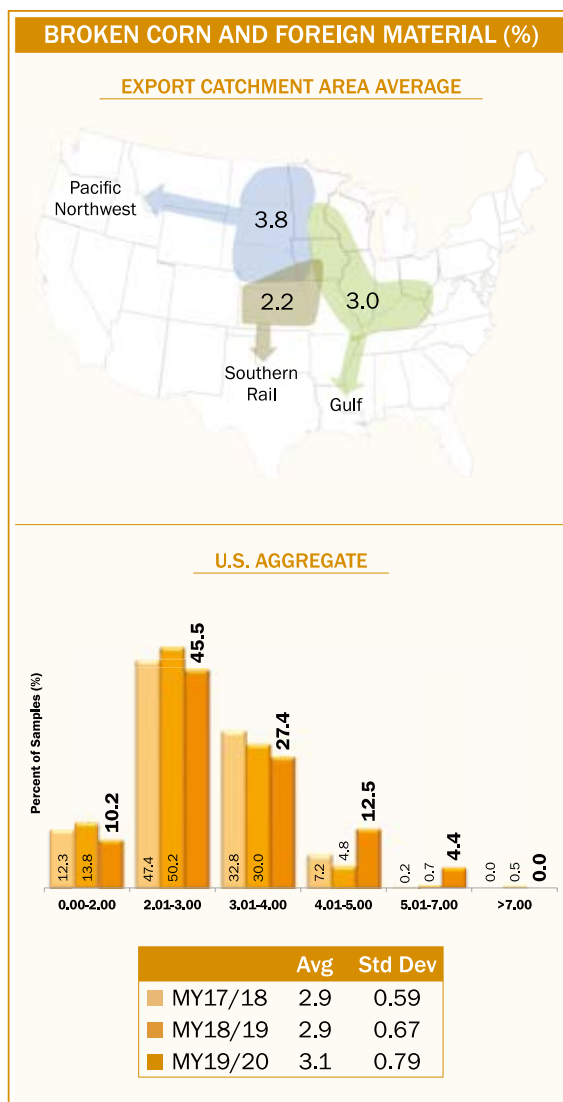 BROKEN CORN AND FOREIGN MATERIAL (%)
EXPORT CATCHMENT AREA AVERAGE
Pacific
Northwest
3.8
2.2
3.0
Southern
Rail
Gulf
U.S. AGGREGATE
Percent of Samples (%)
12.3 13.8 10.2
47.4 50.2 45.5
32.8 30.0 27.4
7.2 4.8 12.5
0.2 0.7 4.4
0.0 0.5 0.0
0.00-2.00 2.01-3.00 3.01-4.00 4.01-5.00 5.01-7.00 >7.00
Avg Std Dev
MY17/18 2.9 0.59
MY18/19 2.9 0.67
MY19/20 3.1 0.79